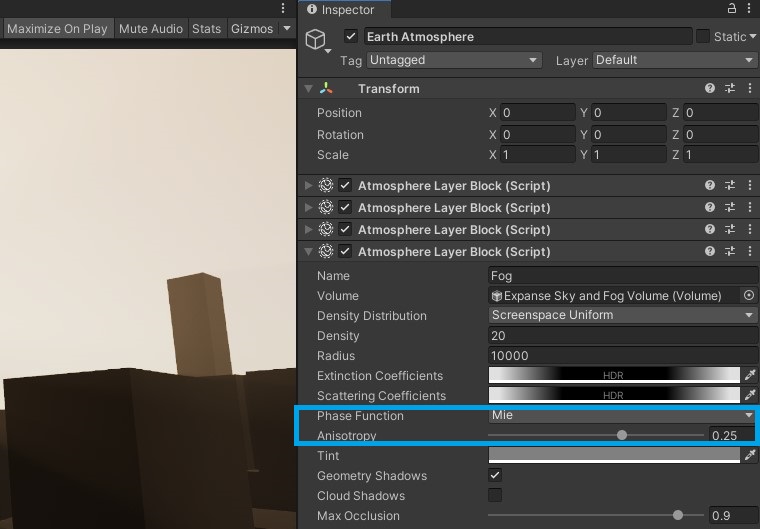 Inspector
Maximize On Play Mute Audio Stats Gizmos
Earth Atmosphere Static
Tag Untagged Layer Default
Transform
Position X 0 Y 0 Z 0
Rotation X 0 Y 0 Z 0
Scale X 1 Y 1 Z 1
Atmosphere Layer Block (Script)
Atmosphere Layer Block (Script)
Atmosphere Layer Block (Script)
Atmosphere Layer Block (Script)
Name Fog
Volume Expanse Sky and Fog Volume (Volume)
Density Distribution Screenspace Uniform
Density 20
Radius 10000
Extinction Coefficients HDR
Scattering Coefficients HDR
Phase Function Mie
Anisotropy 0.25
Tint
Geometry Shadows
Cloud Shadows
Max Occlusion 0.9